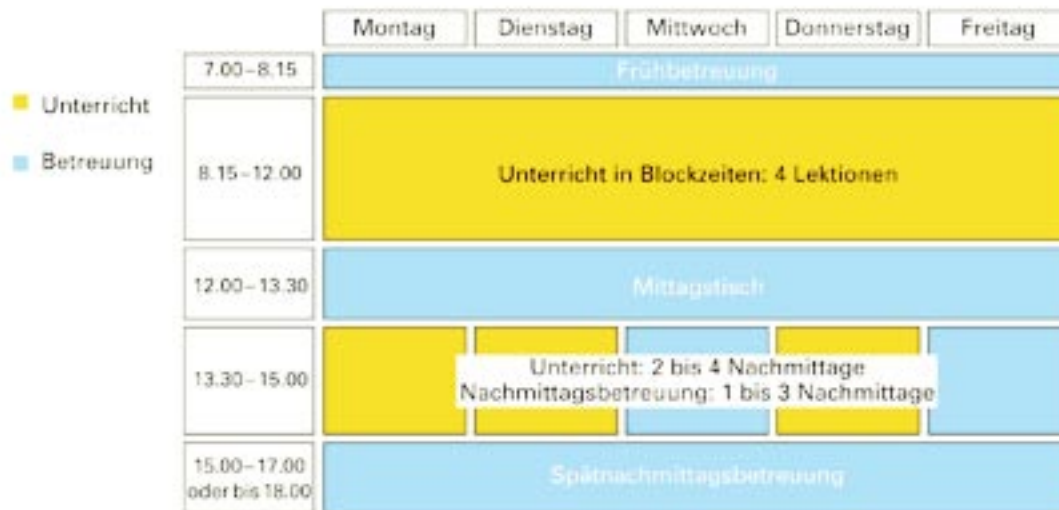 Montag Dienstag Mittwoch Donnerstag Freitag
7.00–8.15 Frühbetreuung
Unterricht
Betreuung
8.15–12.00 Unterricht in Blockzeiten: 4 Lektionen
12.00–13.30 Mittagstisch
13.30–15.00 Unterricht: 2 bis 4 Nachmittage
Nachmittagsbetreuung: 1 bis 3 Nachmittage
15.00–17.00
oder bis 18.00 Spätnachmittagsbetreuung